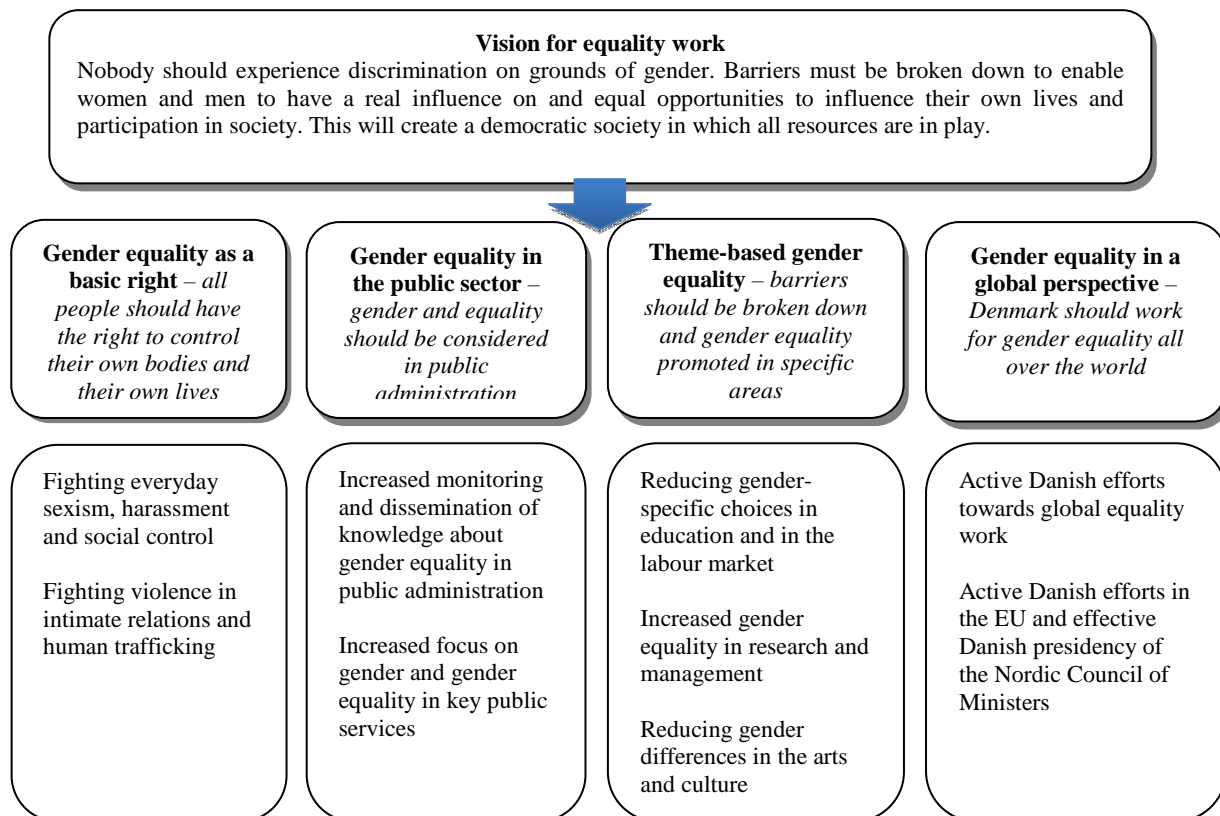 Vision for equality work
Nobody should experience discrimination on grounds of gender. Barriers must be broken down to enable
women and men to have a real influence on and equal opportunities to influence their own lives and
participation in society. This will create a democratic society in which all resources are in play.
Gender equality as a
basic right – all
people should have
the right to control
their own bodies and
their own lives
Gender equality in
the public sector –
gender and equality
should be considered
in public
administration
Theme-based gender
equality – barriers
should be broken down
and gender equality
promoted in specific
areas
Gender equality in a
global perspective –
Denmark should work
for gender equality all
over the world
Fighting everyday
sexism, harassment
and social control
Fighting violence in
intimate relations and
human trafficking
Increased monitoring
and dissemination of
knowledge about
gender equality in
public administration
Increased focus on
gender and gender
equality in key public
services
Reducing gender-
specific choices in
education and in the
labour market
Increased gender
equality in research and
management
Reducing gender
differences in the arts
and culture
Active Danish efforts
towards global equality
work
Active Danish efforts in
the EU and effective
Danish presidency of
the Nordic Council of
Ministers